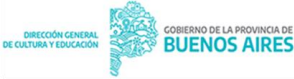 DIRECCIÓN GENERAL
DE CULTURA Y EDUCACIÓN
GOBIERNO DE LA PROVINCIA DE
BUENOS AIRES